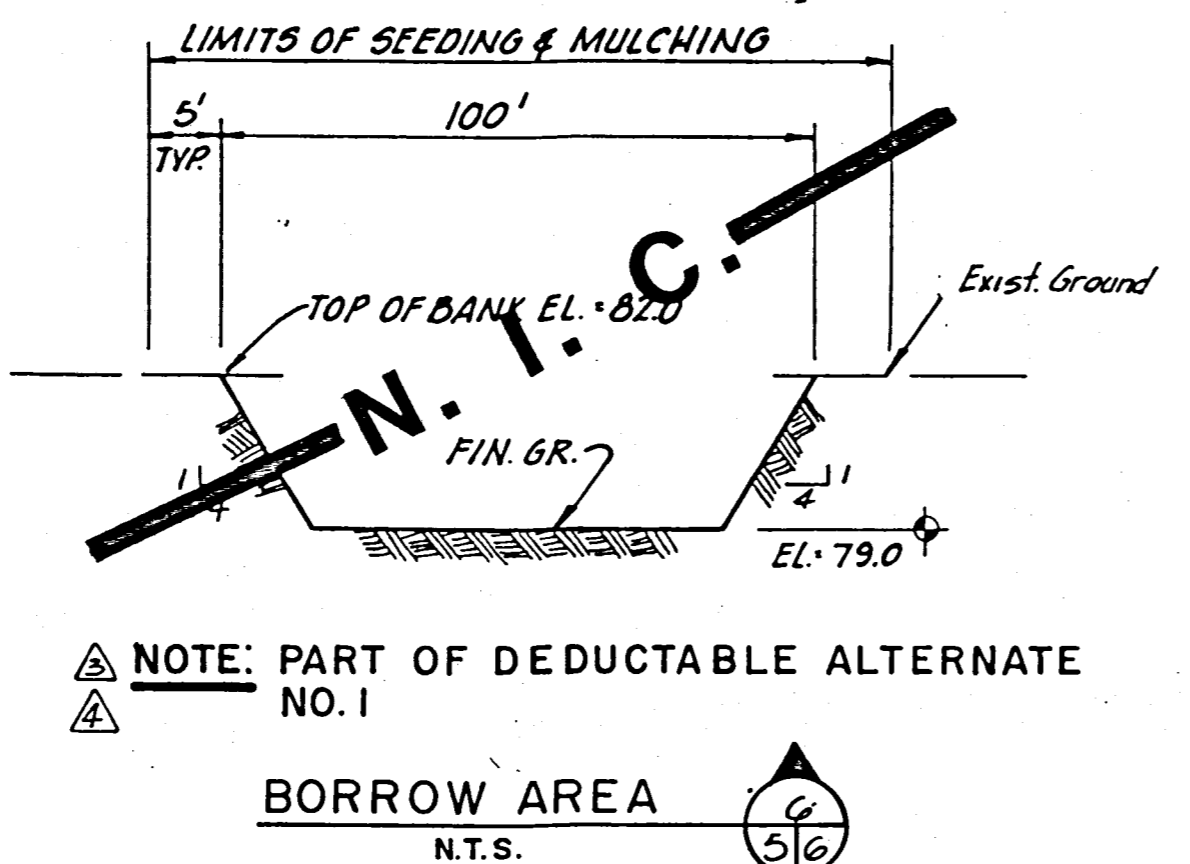 LIMITS OF SEEDING & MULCHING
5'
TYP.
100'
N. I. C.
Exist. Ground
TOP OF BANK EL. = 82.0
FIN. GR.
1
4
4
1
EL. = 79.0
3
4
NOTE: PART OF DEDUCTABLE ALTERNATE
NO. 1
BORROW AREA
N.T.S.
C
5 6